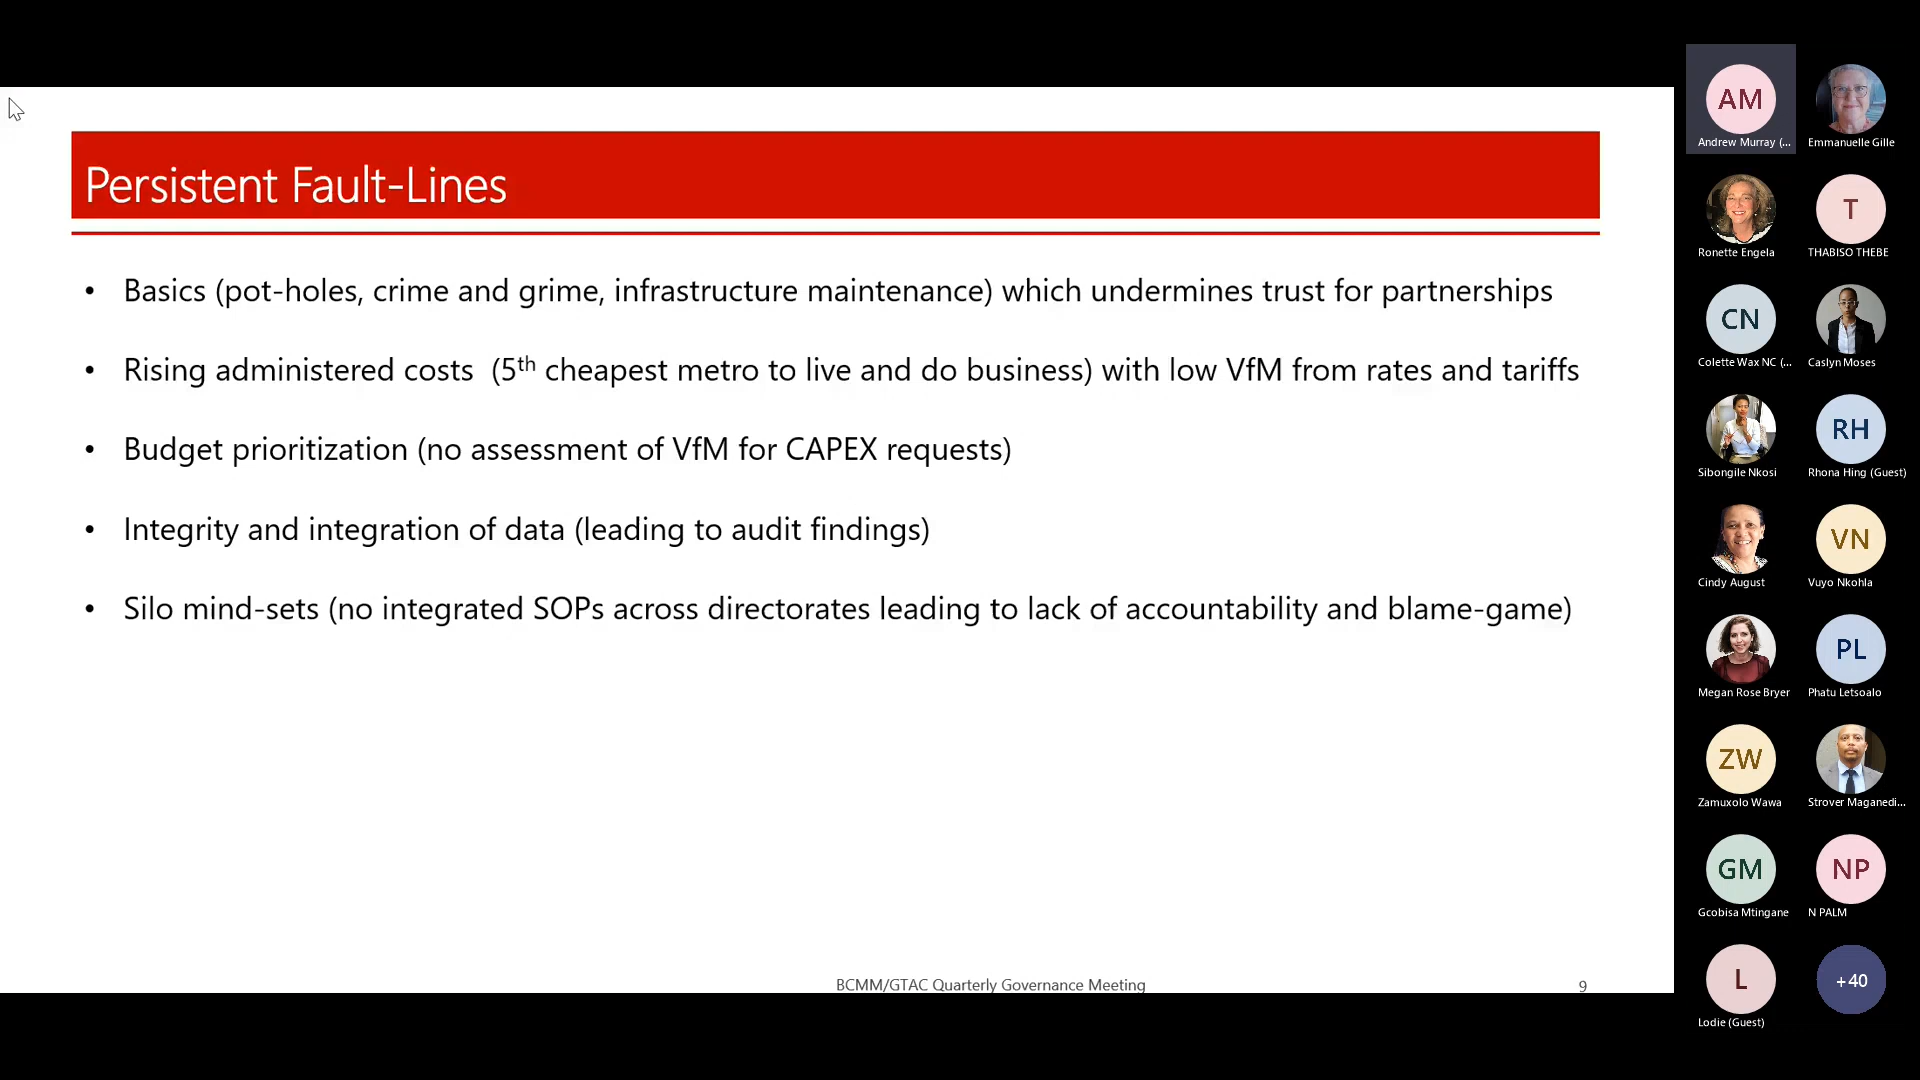 Persistent Fault-Lines
• Basics (pot-holes, crime and grime, infrastructure maintenance) which undermines trust for partnerships
• Rising administered costs  (5th cheapest metro to live and do business) with low VfM from rates and tariffs
• Budget prioritization (no assessment of VfM for CAPEX requests)
• Integrity and integration of data (leading to audit findings)
• Silo mind-sets (no integrated SOPs across directorates leading to lack of accountability and blame-game)
BCMM/GTAC Quarterly Governance Meeting
9
AM
Andrew Murray (...
Emmanuelle Gille
Ronette Engela
T
THABISO THEBE
CN
Colette Wax NC (...
Caslyn Moses
Sibongile Nkosi
RH
Rhona Hing (Guest)
Cindy August
VN
Vuyo Nkohla
Megan Rose Bryer
PL
Phatu Letsoalo
ZW
Zamuxolo Wawa
Strover Maganedi...
GM
Gcobisa Mtingane
NP
N PALM
L
Lodie (Guest)
+40